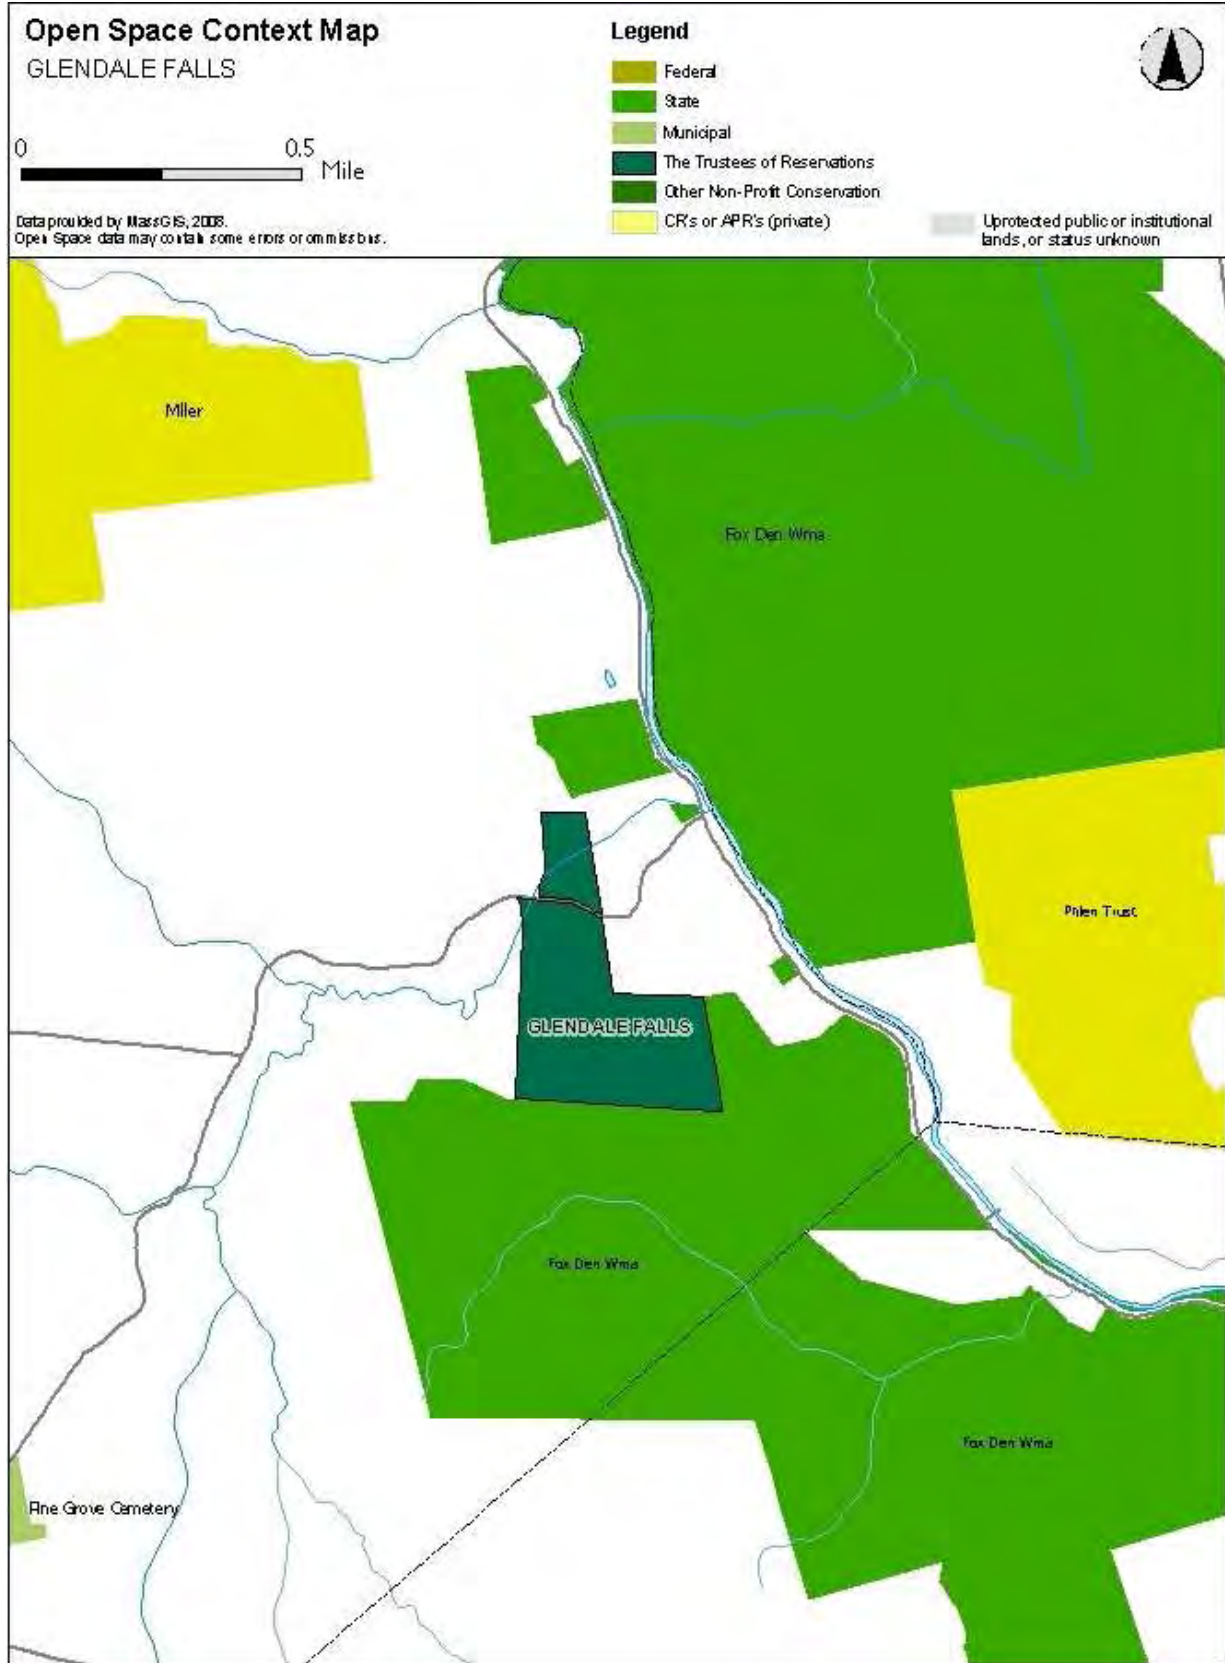 Open Space Context Map
GLENDALE FALLS
0 0.5
Mile
Data provided by MassGIS, 2008.
Open Space data may contain some errors or ommissions.
Legend
Federal
State
Municipal
The Trustees of Reservations
Other Non-Profit Conservation
CR's or APR's (private)
Uprotected public or institutional
lands, or status unknown
Miller
Fox Den Wma
Trust
GLENDALE FALLS
Fox Den Wma
Fox Den Wma
Pine Grove Cemetery